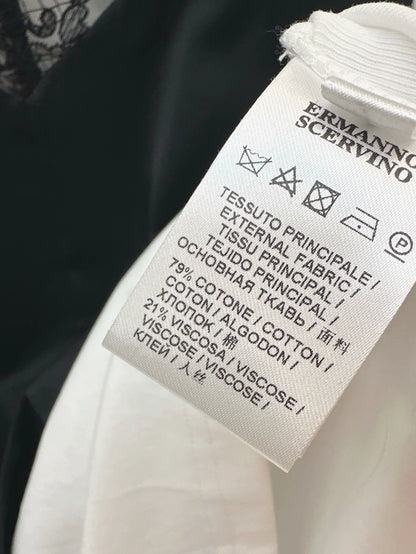 ERMANNO
SCERVINO
P
TESSUTO PRINCIPALE /
EXTERNAL FABRIC /
TISSU PRINCIPAL /
TEJIDO PRINCIPAL /
ОСНОВНАЯ ТКАВЬ / 面料
79% COTONE / COTTON /
COTON / ALGODON /
ХЛОПОК / 棉
21% VISCOSA / VISCOSE /
VISCOSE / VISCOSE /
КЛЕЙ / 人丝